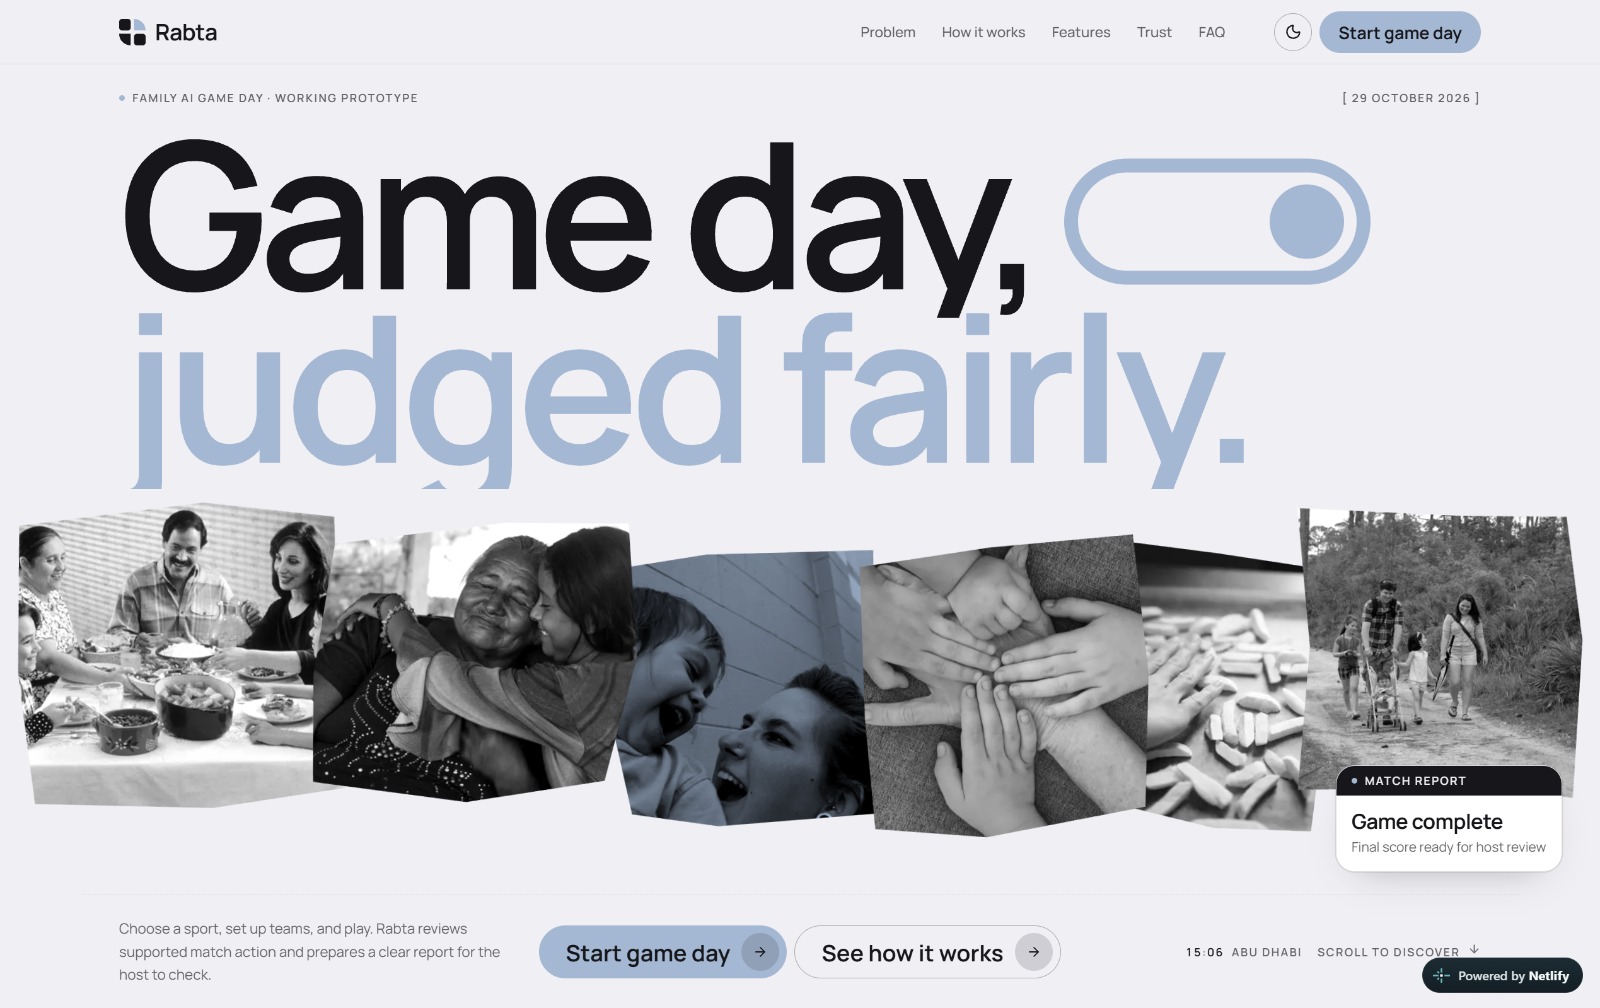 Rabta
Problem
How it works
Features
Trust
FAQ
Start game day
FAMILY AI GAME DAY · WORKING PROTOTYPE
[ 29 OCTOBER 2026 ]
Game day,
judged fairly.
MATCH REPORT
Game complete
Final score ready for host review
Choose a sport, set up teams, and play. Rabta reviews
supported match action and prepares a clear report for the
host to check.
Start game day
See how it works
15:06 ABU DHABI
SCROLL TO DISCOVER
Powered by Netlify